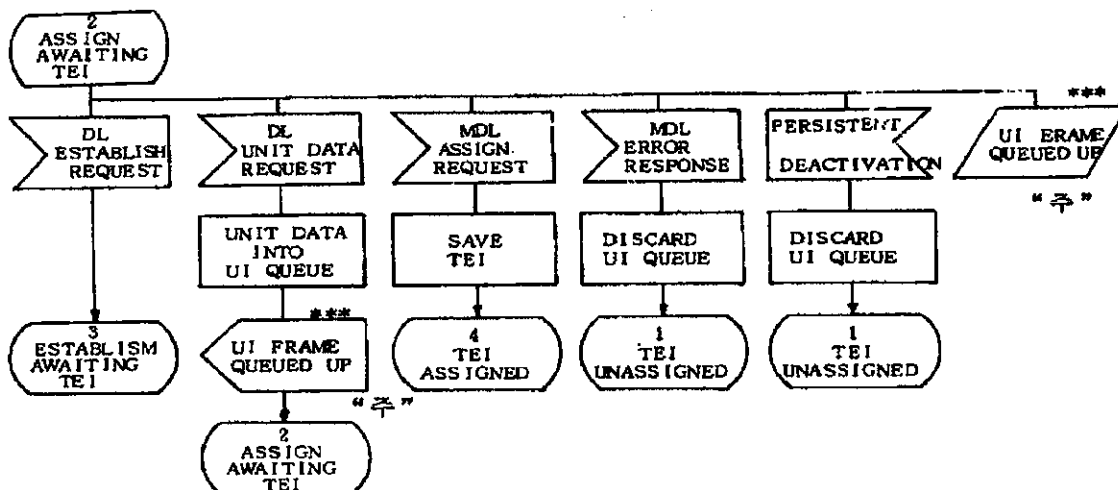 2
ASSIGN
AWAITING
TEI
DL
ESTABLISH
REQUEST
DL
UNIT DATA
REQUEST
MDL
ASSIGN.
REQUEST
MDL
ERROR
RESPONSE
PERSISTENT
DEACTIVATION
***
UI ERAME
QUEUED UP
“주”
UNIT DATA
INTO
UI QUEUE
SAVE
TEI
DISCARD
UI QUEUE
DISCARD
UI QUEUE
3
ESTABLISM
AWAITING
TEI
***
UI FRAME
QUEUED UP
“주”
4
TEI
ASSIGNED
1
TEI
UNASSIGNED
1
TEI
UNASSIGNED
2
ASSIGN
AWAITING
TEI